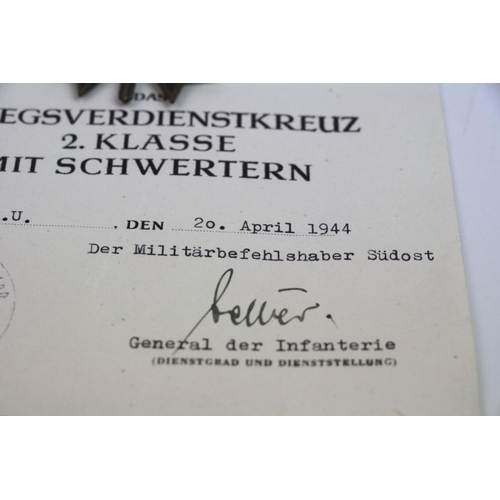 DAS
EGSVERDIENSTKREUZ
2. KLASSE
MIT SCHWERTERN
.U. , DEN 20. April 1944
Der Militärbefehlshaber Südost
General der Infanterie
(DIENSTGRAD UND DIENSTSTELLUNG)